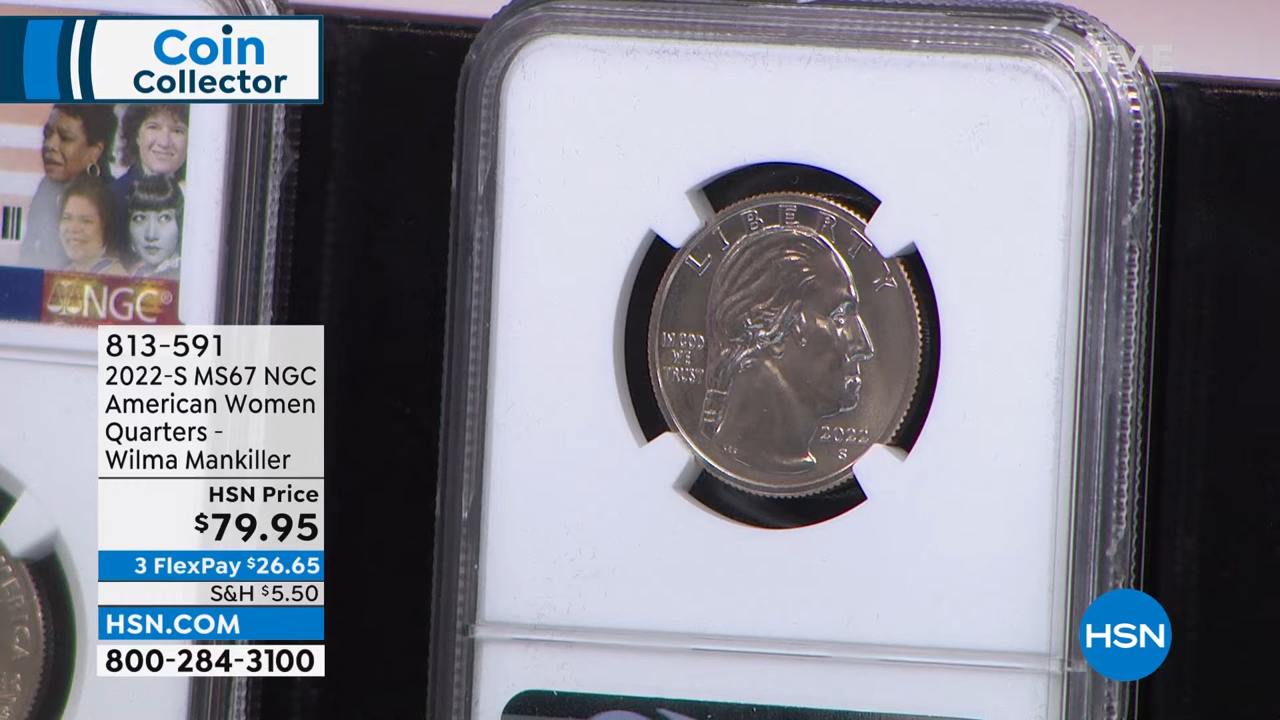 Coin
Collector
LIVE
NGC®
813-591
2022-S MS67 NGC
American Women
Quarters -
Wilma Mankiller
HSN Price
$79.95
3 FlexPay $26.65
S&H $5.50
HSN.COM
800-284-3100
LIBERTY
IN GOD
WE
TRUST
2022
S
HSN